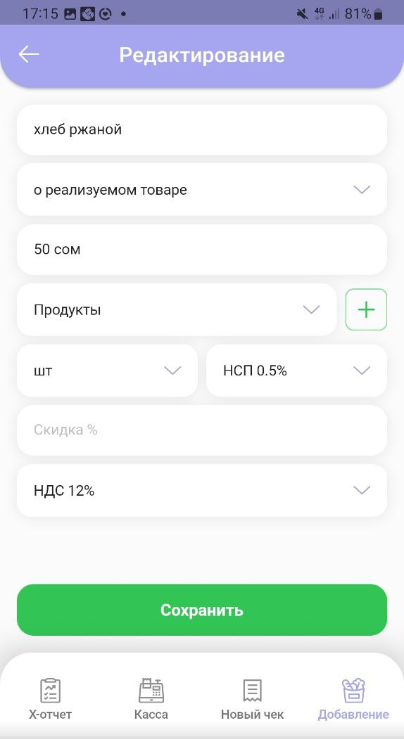 17:15 4G 81%
Редактирование
хлеб ржаной
о реализуемом товаре
50 сом
Продукты
шт
НСП 0.5%
Скидка %
НДС 12%
Сохранить
Х-отчет
Касса
Новый чек
Добавление